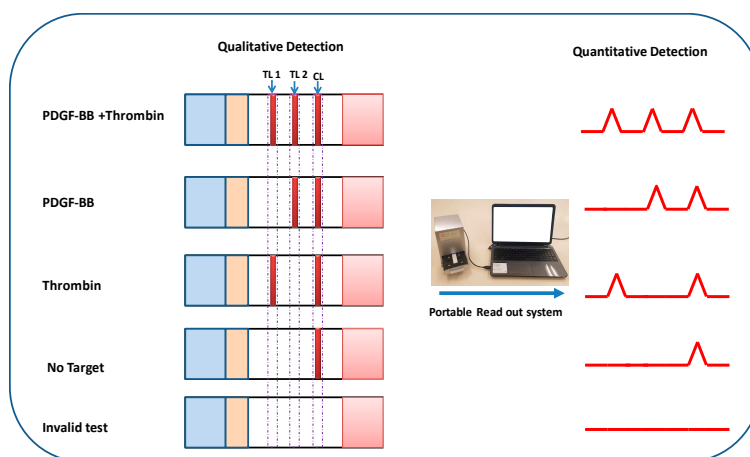 Qualitative Detection
Quantitative Detection
TL 1 TL 2 CL
PDGF-BB +Thrombin
PDGF-BB
Thrombin
Portable Read out system
No Target
Invalid test